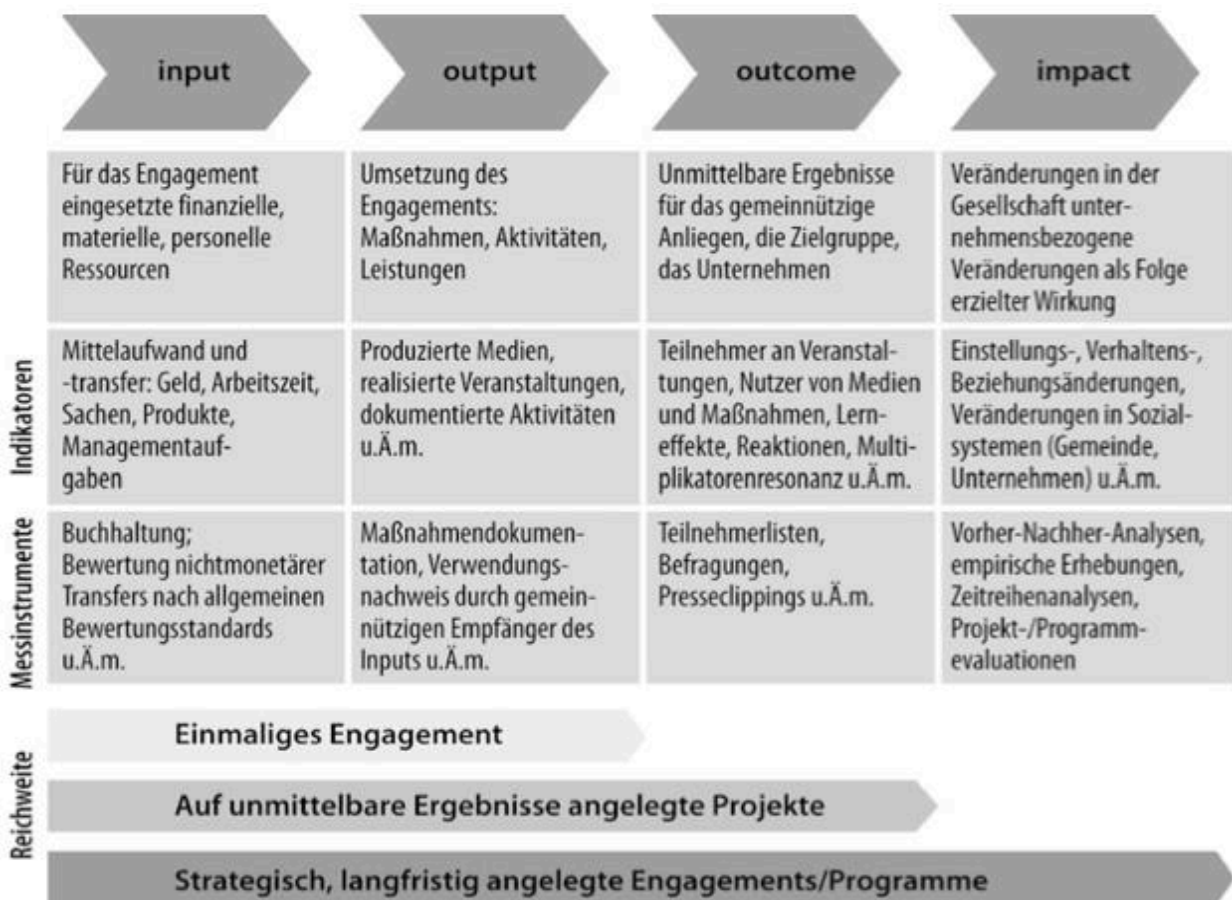 input
output
outcome
impact
Für das Engagement
eingesetzte finanzielle,
materielle, personelle
Ressourcen
Umsetzung des
Engagements:
Maßnahmen, Aktivitäten,
Leistungen
Unmittelbare Ergebnisse
für das gemeinnützige
Anliegen, die Zielgruppe,
das Unternehmen
Veränderungen in der
Gesellschaft unter-
nehmensbezogene
Veränderungen als Folge
erzielter Wirkung
Indikatoren
Mittelaufwand und
-transfer: Geld, Arbeitszeit,
Sachen, Produkte,
Managementauf-
gaben
Produzierte Medien,
realisierte Veranstaltungen,
dokumentierte Aktivitäten
u.Ä.m.
Teilnehmer an Veranstal-
tungen, Nutzer von Medien
und Maßnahmen, Lern-
effekte, Reaktionen, Multi-
plikatorenresonanz u.Ä.m.
Einstellungs-, Verhaltens-,
Beziehungsänderungen,
Veränderungen in Sozial-
systemen (Gemeinde,
Unternehmen) u.Ä.m.
Messinstrumente
Buchhaltung;
Bewertung nichtmonetärer
Transfers nach allgemeinen
Bewertungsstandards
u.Ä.m.
Maßnahmendokumen-
tation, Verwendungs-
nachweis durch gemein-
nützigen Empfänger des
Inputs u.Ä.m.
Teilnehmerlisten,
Befragungen,
Presseclippings u.Ä.m.
Vorher-Nachher-Analysen,
empirische Erhebungen,
Zeitreihenanalysen,
Projekt-/Programm-
evaluationen
Reichweite
Einmaliges Engagement
Auf unmittelbare Ergebnisse angelegte Projekte
Strategisch, langfristig angelegte Engagements/Programme